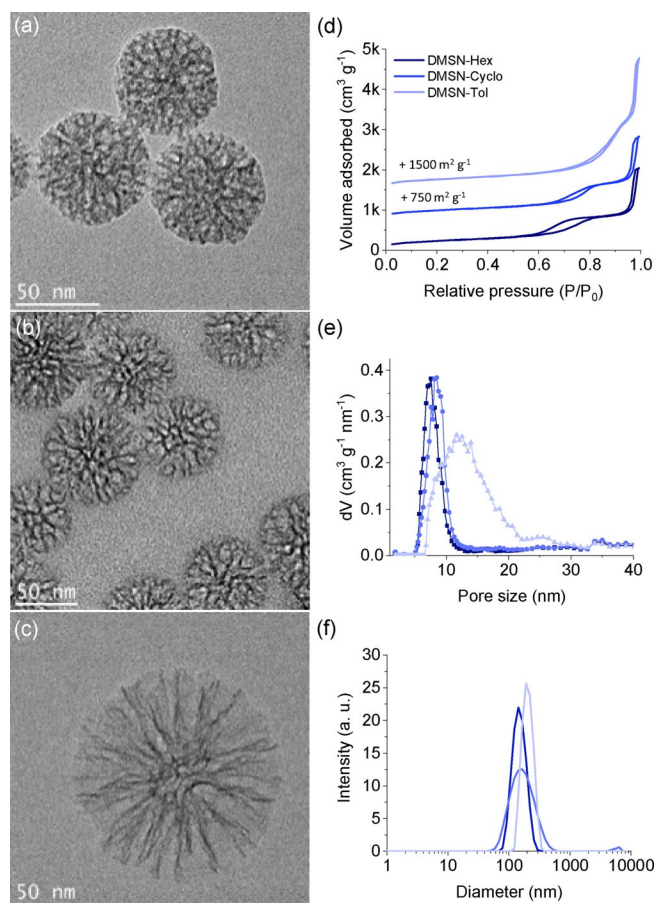 (a)
50 nm
(b)
50 nm
(c)
50 nm
(d)
DMSN-Hex
DMSN-Cyclo
DMSN-Tol
+ 1500 m² g⁻¹
+ 750 m² g⁻¹
5k
4k
3k
2k
1k
0
0.0 0.2 0.4 0.6 0.8 1.0
Volume adsorbed (cm³ g⁻¹)
Relative pressure (P/P₀)
(e)
0.4
0.3
0.2
0.1
0.0
0 10 20 30 40
dV (cm³ g⁻¹ nm⁻¹)
Pore size (nm)
(f)
30
25
20
15
10
5
0
1 10 100 1000 10000
Intensity (a. u.)
Diameter (nm)